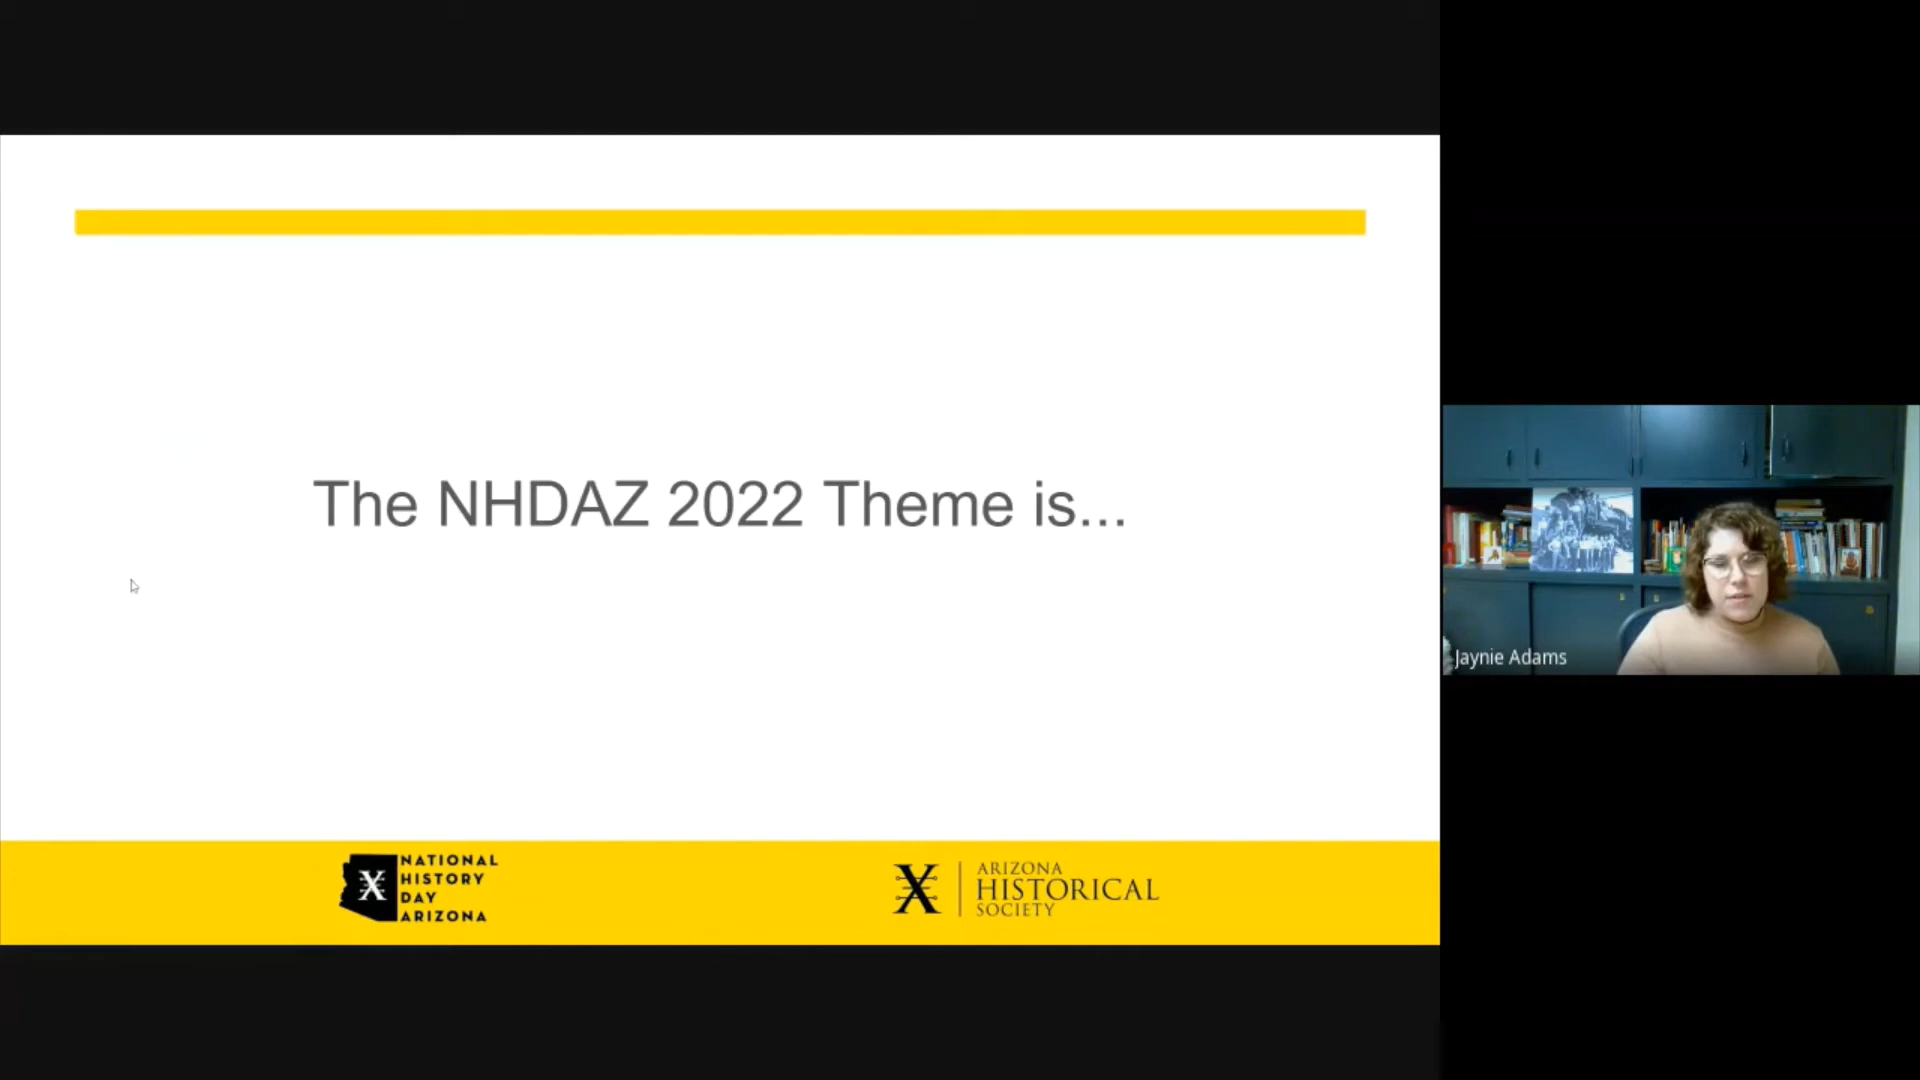 The NHDAZ 2022 Theme is...
Jaynie Adams
NATIONAL
HISTORY
DAY
ARIZONA
ARIZONA
HISTORICAL
SOCIETY